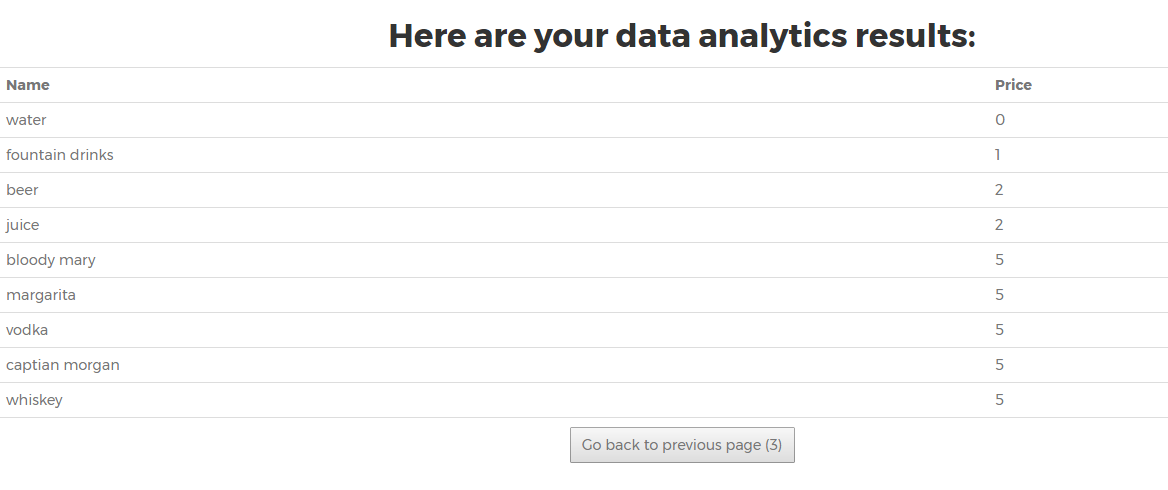 Here are your data analytics results:
Name Price
water 0
fountain drinks 1
beer 2
juice 2
bloody mary 5
margarita 5
vodka 5
captian morgan 5
whiskey 5
Go back to previous page (3)